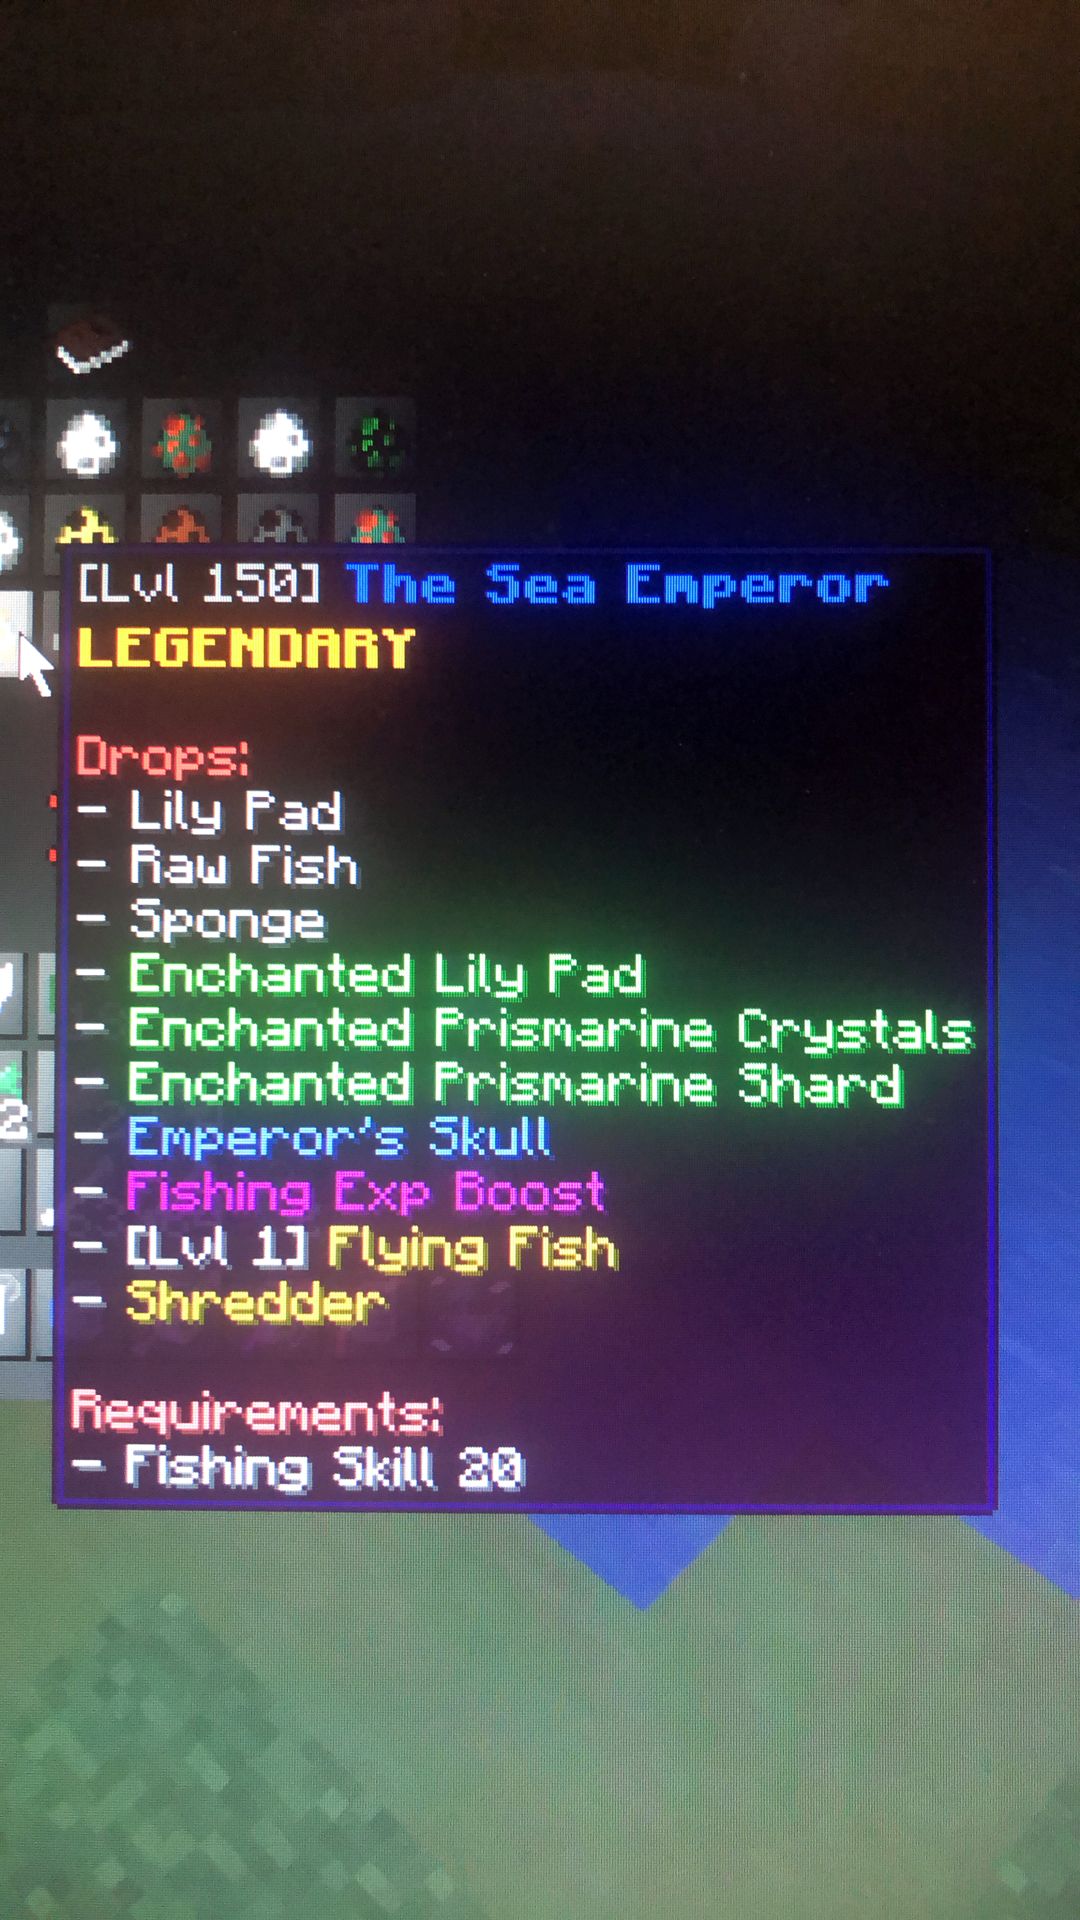 [Lvl 150] The Sea Emperor
LEGENDARY
Drops:
- Lily Pad
- Raw Fish
- Sponge
- Enchanted Lily Pad
- Enchanted Prismarine Crystals
- Enchanted Prismarine Shard
- Emperor's Skull
- Fishing Exp Boost
- [Lvl 1] Flying Fish
- Shredder
Requirements:
- Fishing Skill 20
2